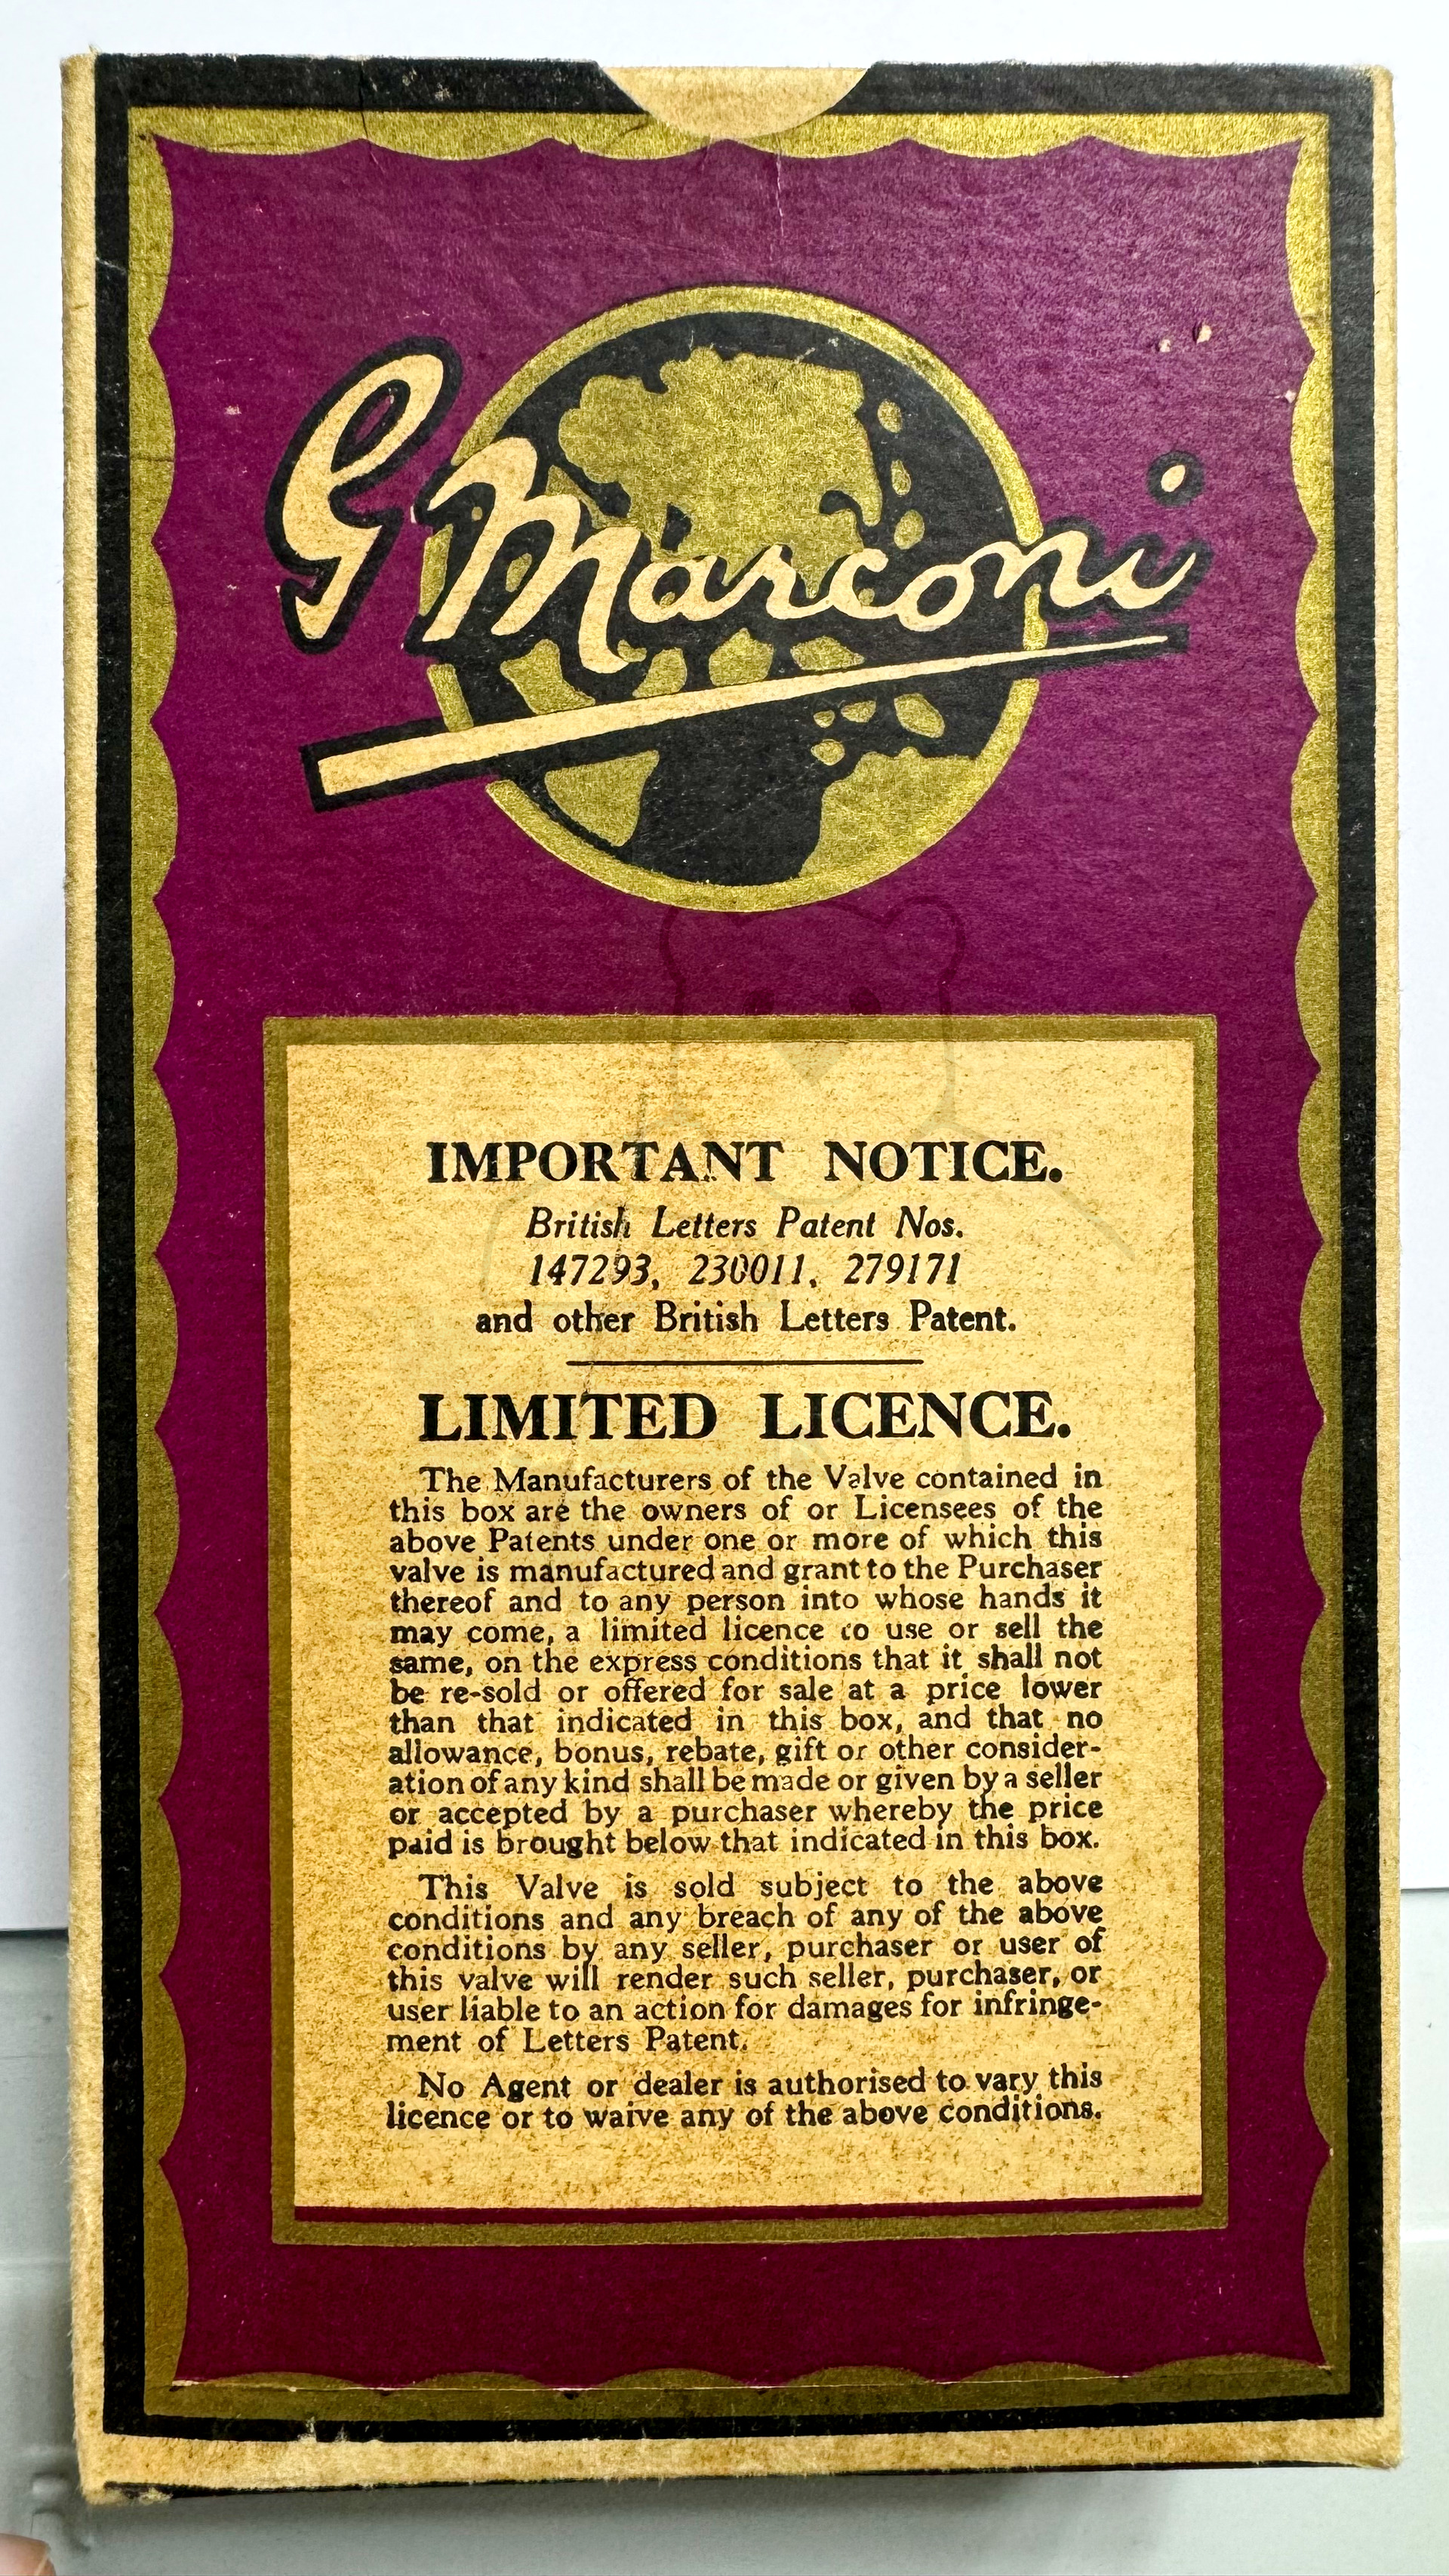 G Marconi
IMPORTANT NOTICE.
British Letters Patent Nos.
147293, 230011, 279171
and other British Letters Patent.
LIMITED LICENCE.
The Manufacturers of the Valve contained in
this box are the owners of or Licensees of the
above Patents under one or more of which this
valve is manufactured and grant to the Purchaser
thereof and to any person into whose hands it
may come, a limited licence to use or sell the
same, on the express conditions that it shall not
be re-sold or offered for sale at a price lower
than that indicated in this box, and that no
allowance, bonus, rebate, gift or other consider-
ation of any kind shall be made or given by a seller
or accepted by a purchaser whereby the price
paid is brought below that indicated in this box.
This Valve is sold subject to the above
conditions and any breach of any of the above
conditions by any seller, purchaser or user of
this valve will render such seller, purchaser, or
user liable to an action for damages for infringe-
ment of Letters Patent.
No Agent or dealer is authorised to vary this
licence or to waive any of the above conditions.